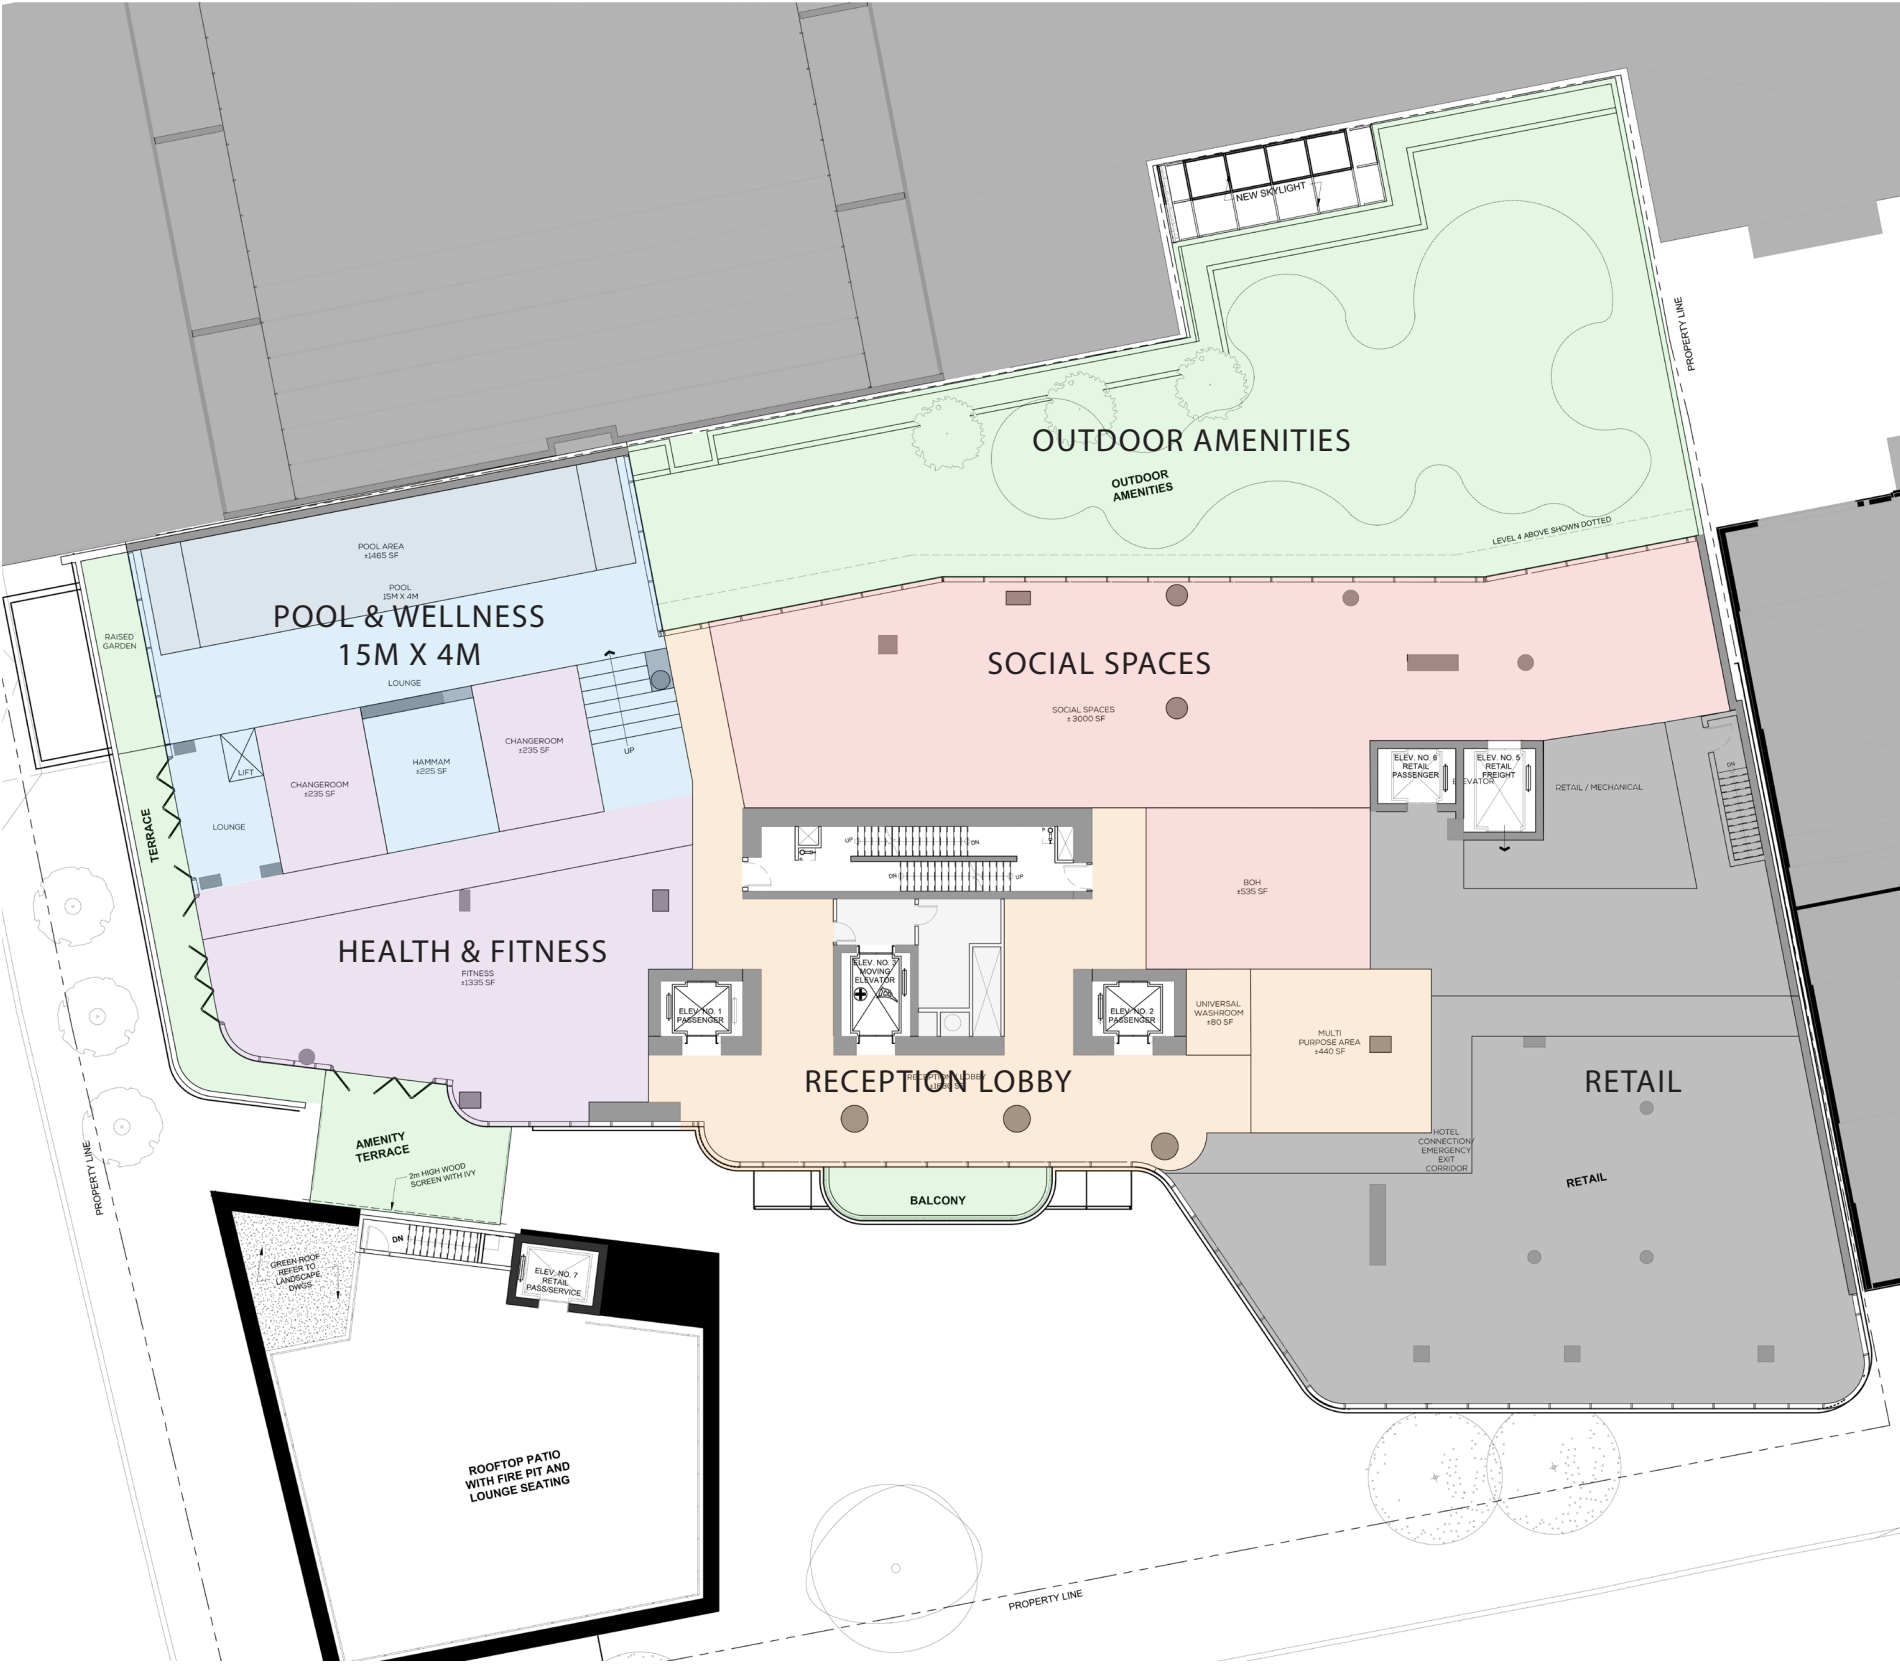 NEW SKYLIGHT
PROPERTY LINE
OUTDOOR AMENITIES
OUTDOOR
AMENITIES
LEVEL 4 ABOVE SHOWN DOTTED
POOL AREA
±1465 SF
POOL
15M X 4M
POOL & WELLNESS
15M X 4M
LOUNGE
RAISED
GARDEN
SOCIAL SPACES
SOCIAL SPACES
± 3000 SF
CHANGEROOM
±235 SF
UP
HAMMAM
±225 SF
LIFT
CHANGEROOM
±235 SF
LOUNGE
TERRACE
ELEV. NO. 6
RETAIL
PASSENGER
ELEV. NO. 5
RETAIL
FREIGHT
RETAIL / MECHANICAL
DN
UP
DN
DN
UP
BOH
±535 SF
HEALTH & FITNESS
FITNESS
±1335 SF
ELEV. NO. 3
MOVING
ELEVATOR
ELEV. NO. 1
PASSENGER
ELEV. NO. 2
PASSENGER
UNIVERSAL
WASHROOM
±80 SF
MULTI
PURPOSE AREA
±440 SF
RECEPTION LOBBY
RETAIL
HOTEL
CONNECTION/
EMERGENCY
EXIT
CORRIDOR
RETAIL
AMENITY
TERRACE
2m HIGH WOOD
SCREEN WITH IVY
BALCONY
PROPERTY LINE
DN
GREEN ROOF
REFER TO
LANDSCAPE
DWGS
ELEV. NO. 7
RETAIL
PASS/SERVICE
ROOFTOP PATIO
WITH FIRE PIT AND
LOUNGE SEATING
PROPERTY LINE